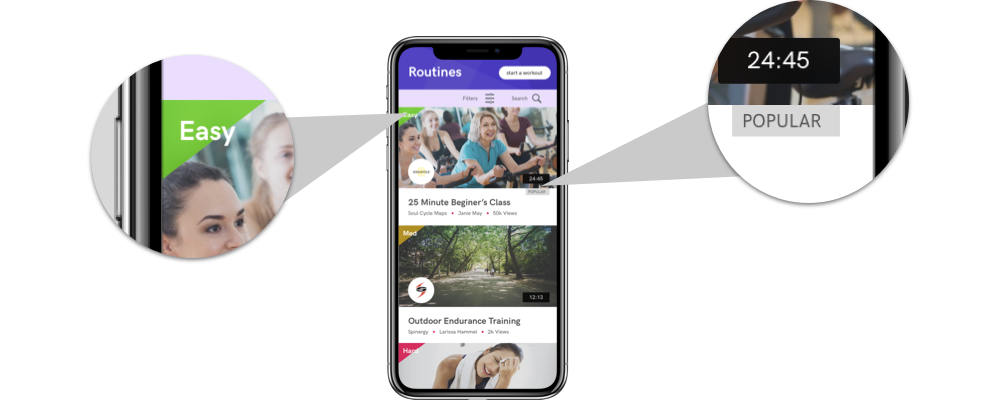 Easy
Routines
start a workout
Filters
Search
Easy
24:45
POPULAR
25 Minute Beginer's Class
Soul Cycle Maps • Janie May • 50k Views
Med
12:13
Outdoor Endurance Training
Spinergy • Larissa Hammel • 2k Views
Hard
24:45
POPULAR